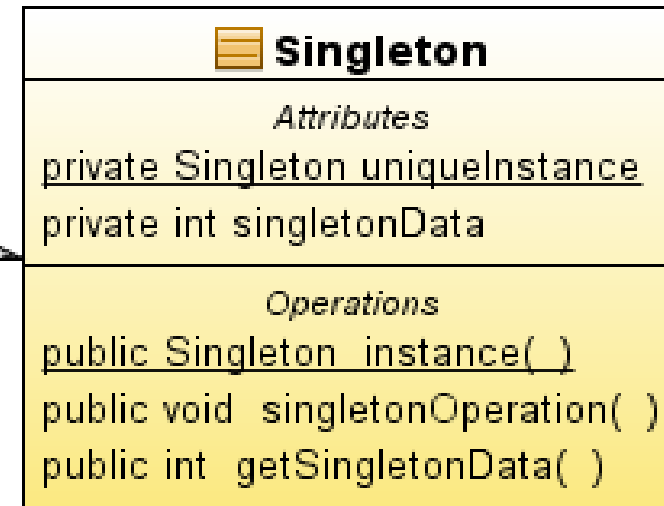 Singleton
Attributes
private Singleton uniqueInstance
private int singletonData
Operations
public Singleton instance( )
public void singletonOperation( )
public int getSingletonData( )